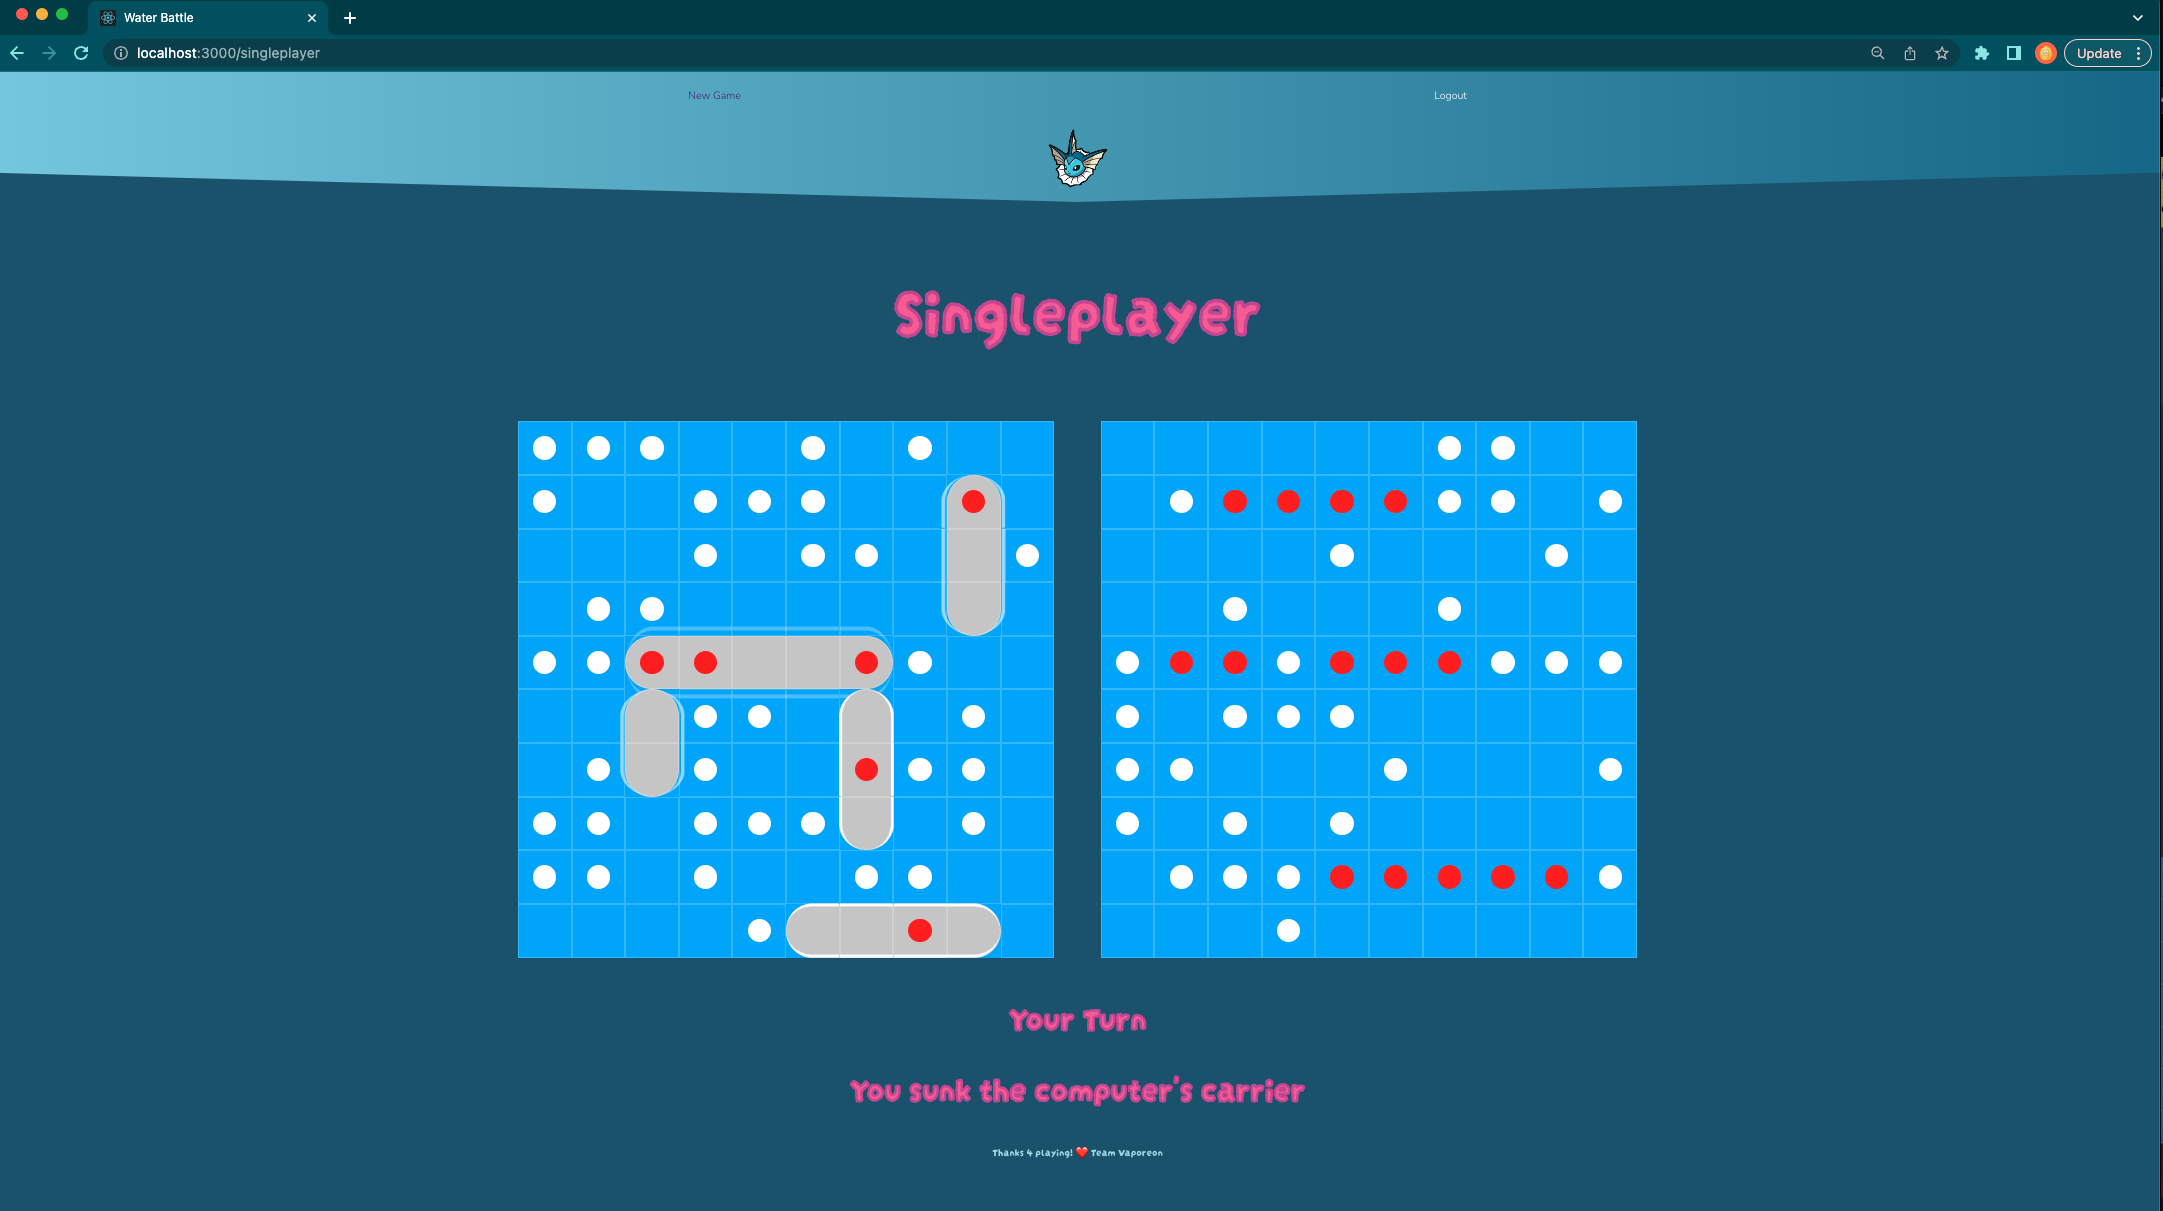 Water Battle
localhost:3000/singleplayer
Update
New Game
Logout
Singleplayer
Your Turn
You sunk the computer's carrier
Thanks 4 playing! ❤️ Team Vaporeon